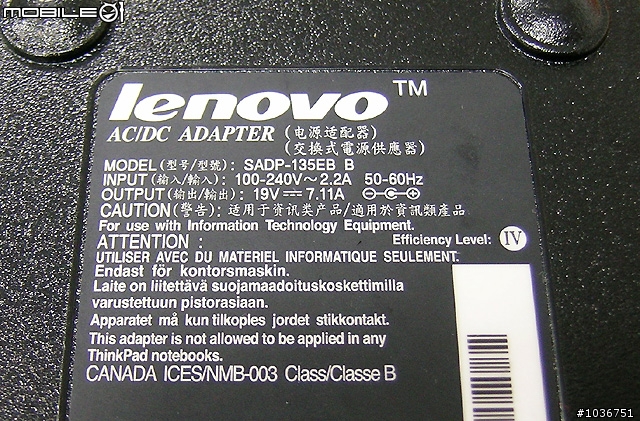 MOBILE01
lenovo™
AC/DC ADAPTER (电源适配器)
(交換式電源供應器)
MODEL (型号/型號): SADP-135EB B
INPUT (输入/輸入): 100-240V～2.2A 50-60Hz
OUTPUT (输出/輸出): 19V 7.11A
CAUTION (警告): 适用于资讯类产品/適用於資訊類產品
For use with Information Technology Equipment.
ATTENTION : Efficiency Level: IV
UTILISER AVEC DU MATERIEL INFORMATIQUE SEULEMENT.
Endast för kontorsmaskin.
Laite on liitettävä suojamaadoituskoskettimilla
varustettuun pistorasiaan.
Apparatet må kun tilkoples jordet stikkontakt.
This adapter is not allowed to be applied in any
ThinkPad notebooks.
CANADA ICES/NMB-003 Class/Classe B
#1036751